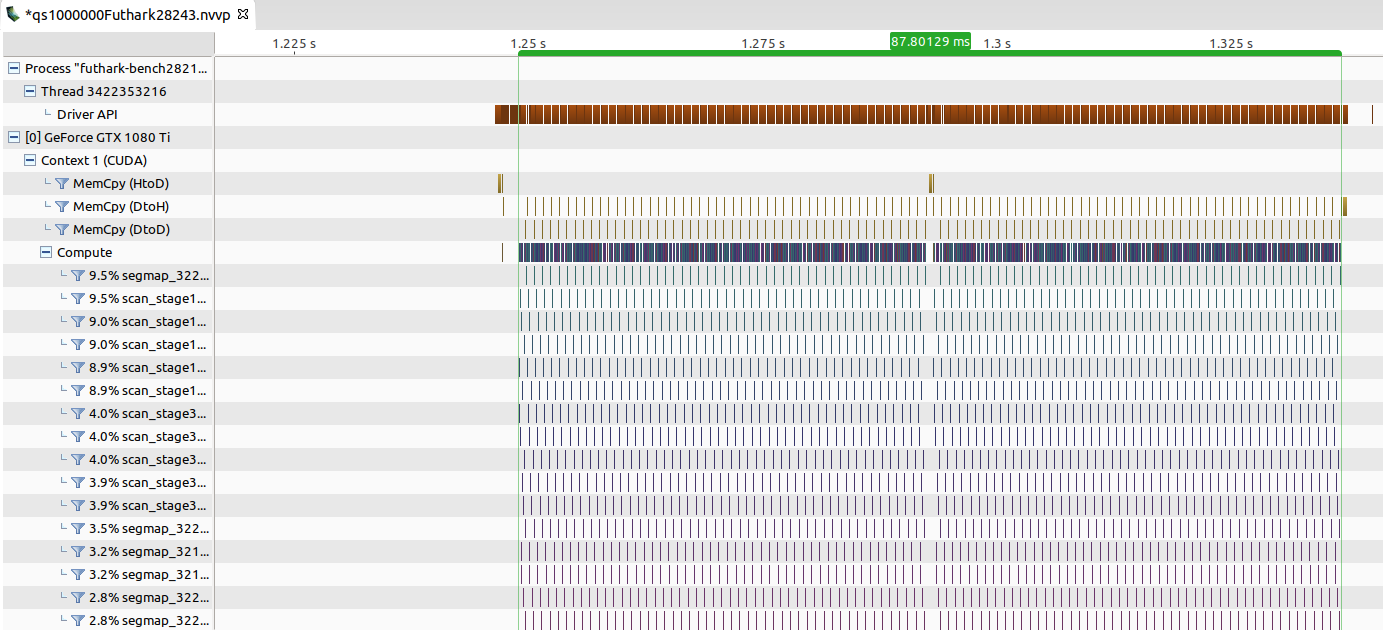 *qs1000000Futhark28243.nvvp
1.225 s 1.25 s 1.275 s 87.80129 ms 1.3 s 1.325 s
Process "futhark-bench2821...
Thread 3422353216
Driver API
[0] GeForce GTX 1080 Ti
Context 1 (CUDA)
MemCpy (HtoD)
MemCpy (DtoH)
MemCpy (DtoD)
Compute
9.5% segmap_322...
9.5% scan_stage1...
9.0% scan_stage1...
9.0% scan_stage1...
8.9% scan_stage1...
8.9% scan_stage1...
4.0% scan_stage3...
4.0% scan_stage3...
4.0% scan_stage3...
3.9% scan_stage3...
3.9% scan_stage3...
3.5% segmap_322...
3.2% segmap_321...
3.2% segmap_321...
2.8% segmap_322...
2.8% segmap_322...